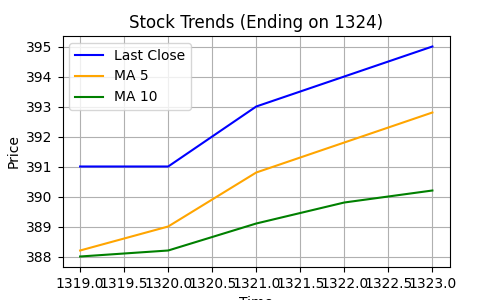 Stock Trends (Ending on 1324)
Last Close
MA 5
MA 10
Price
395
394
393
392
391
390
389
388
1319.0 1319.5 1320.0 1320.5 1321.0 1321.5 1322.0 1322.5 1323.0
Time